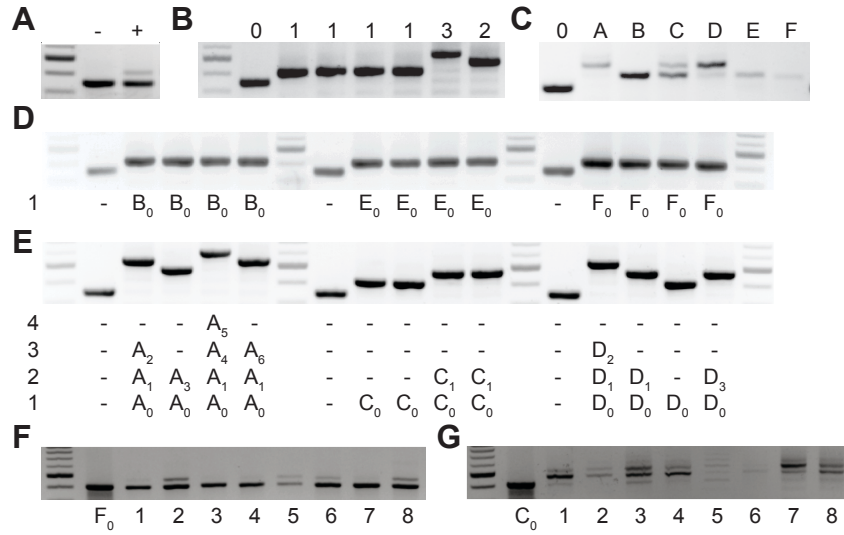 A - + B 0 1 1 1 1 3 2 C 0 A B C D E F
D
1 - B₀ B₀ B₀ B₀ - E₀ E₀ E₀ E₀ - F₀ F₀ F₀ F₀
E
4 - - - A₅ - - - - - - - - - - -
3 - A₂ - A₄ A₆ - - - - - - D₂ - - -
2 - A₁ A₃ A₁ A₁ - - - C₁ C₁ - D₁ D₁ - D₃
1 - A₀ A₀ A₀ A₀ - C₀ C₀ C₀ C₀ - D₀ D₀ D₀ D₀
F G
F₀ 1 2 3 4 5 6 7 8 C₀ 1 2 3 4 5 6 7 8